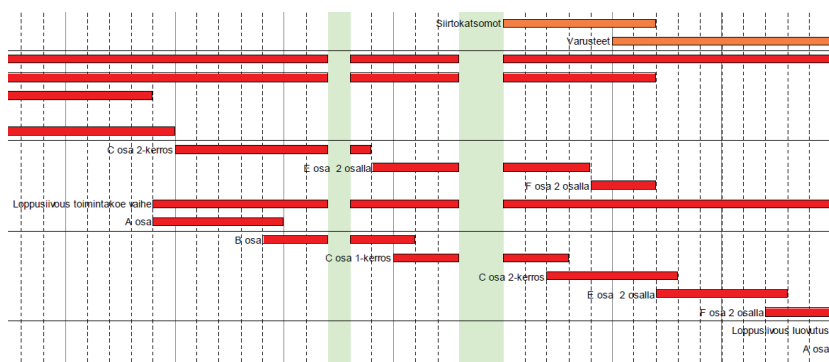 Siirtokatsomot
Varusteet
C osa 2-kerros
E osa 2 osalla
F osa 2 osalla
Loppusiivous toimintakoe vaihe
A osa
B osa
C osa 1-kerros
C osa 2-kerros
E osa 2 osalla
F osa 2 osalla
Loppusiivous luovutus
A osa